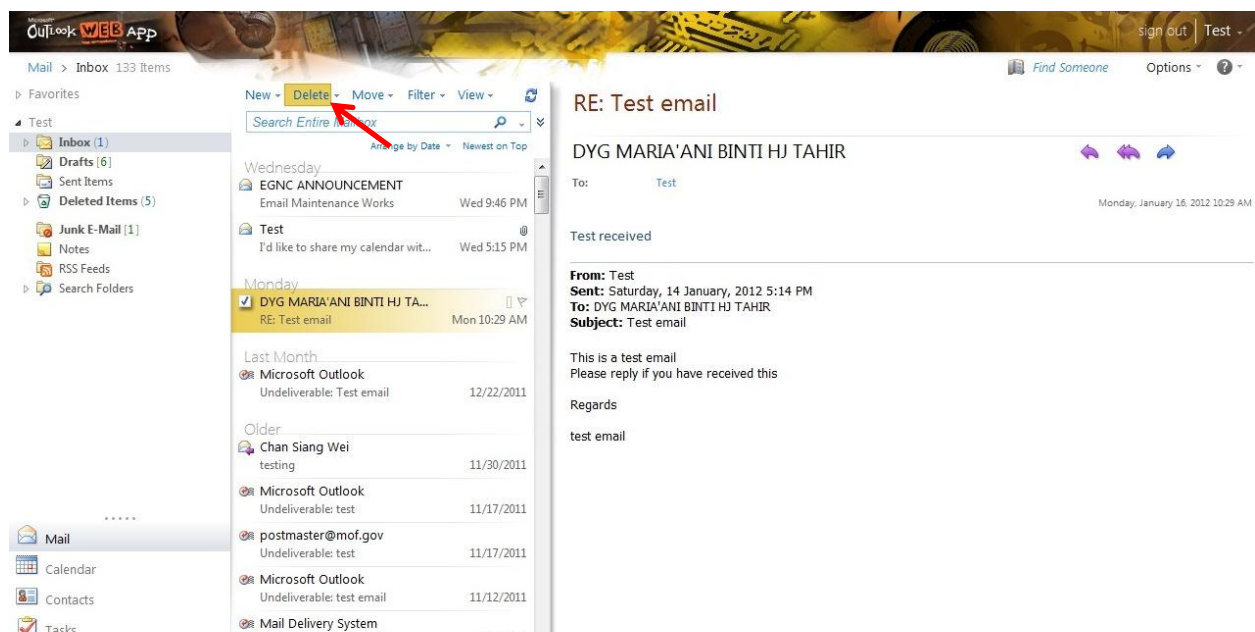 Microsoft
OuTLook WEB App
sign out | Test
Mail > Inbox 133 Items
Find Someone
Options
Favorites
Test
Inbox (1)
Drafts [6]
Sent Items
Deleted Items (5)
Junk E-Mail [1]
Notes
RSS Feeds
Search Folders
Mail
Calendar
Contacts
Tasks
New Delete Move Filter View
Search Entire Mailbox
Arrange by Date Newest on Top
Wednesday
EGNC ANNOUNCEMENT
Email Maintenance Works Wed 9:46 PM
Test
I'd like to share my calendar wit... Wed 5:15 PM
Monday
DYG MARIA'ANI BINTI HJ TA...
RE: Test email Mon 10:29 AM
Last Month
Microsoft Outlook
Undeliverable: Test email 12/22/2011
Older
Chan Siang Wei
testing 11/30/2011
Microsoft Outlook
Undeliverable: test 11/17/2011
postmaster@mof.gov
Undeliverable: test 11/17/2011
Microsoft Outlook
Undeliverable: test email 11/12/2011
Mail Delivery System
RE: Test email
DYG MARIA'ANI BINTI HJ TAHIR
To: Test
Monday, January 16, 2012 10:29 AM
Test received
From: Test
Sent: Saturday, 14 January, 2012 5:14 PM
To: DYG MARIA'ANI BINTI HJ TAHIR
Subject: Test email
This is a test email
Please reply if you have received this
Regards
test email